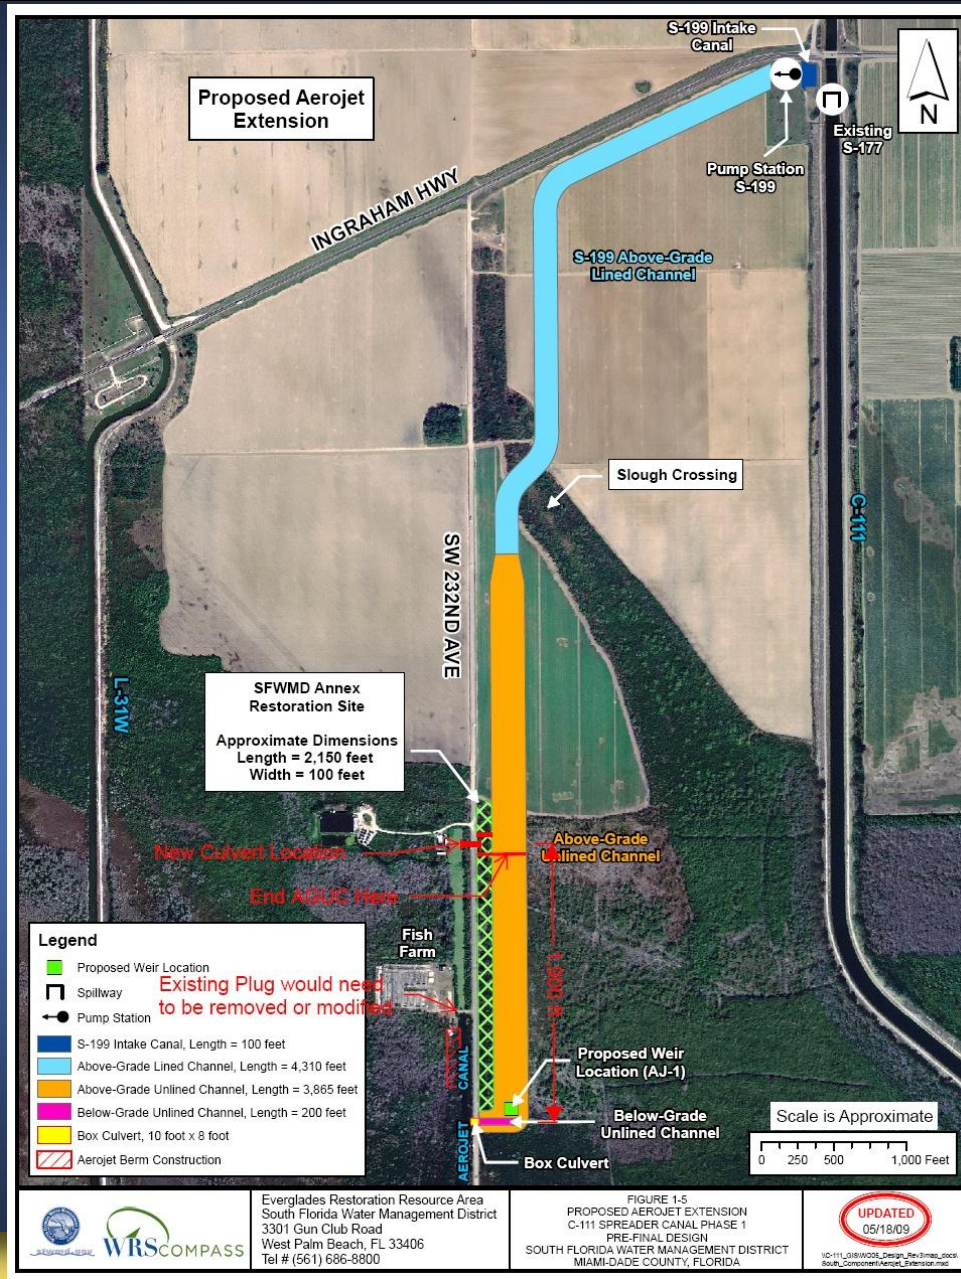 S-199 Intake
Canal
Proposed Aerojet
Extension
N
Existing
S-177
Pump Station
S-199
INGRAHAM HWY
S-199 Above-Grade
Lined Channel
Slough Crossing
C-111
SW 232ND AVE
L-31W
SFWMD Annex
Restoration Site
Approximate Dimensions
Length = 2,150 feet
Width = 100 feet
Above-Grade
Unlined Channel
New Culvert Location
End AGUC Here
Fish
Farm
Existing Plug would need
to be removed or modified
Legend
Proposed Weir Location
Spillway
Pump Station
S-199 Intake Canal, Length = 100 feet
Above-Grade Lined Channel, Length = 4,310 feet
Above-Grade Unlined Channel, Length = 3,865 feet
Below-Grade Unlined Channel, Length = 200 feet
Box Culvert, 10 foot x 8 foot
Aerojet Berm Construction
AEROJET CANAL
Proposed Weir
Location (AJ-1)
Below-Grade
Unlined Channel
Box Culvert
Scale is Approximate
0 250 500 1,000 Feet
sfwmd.gov
WRSCOMPASS
Everglades Restoration Resource Area
South Florida Water Management District
3301 Gun Club Road
West Palm Beach, FL 33406
Tel # (561) 686-8800
FIGURE 1-5
PROPOSED AEROJET EXTENSION
C-111 SPREADER CANAL PHASE 1
PRE-FINAL DESIGN
SOUTH FLORIDA WATER MANAGEMENT DISTRICT
MIAMI-DADE COUNTY, FLORIDA
UPDATED
05/18/09